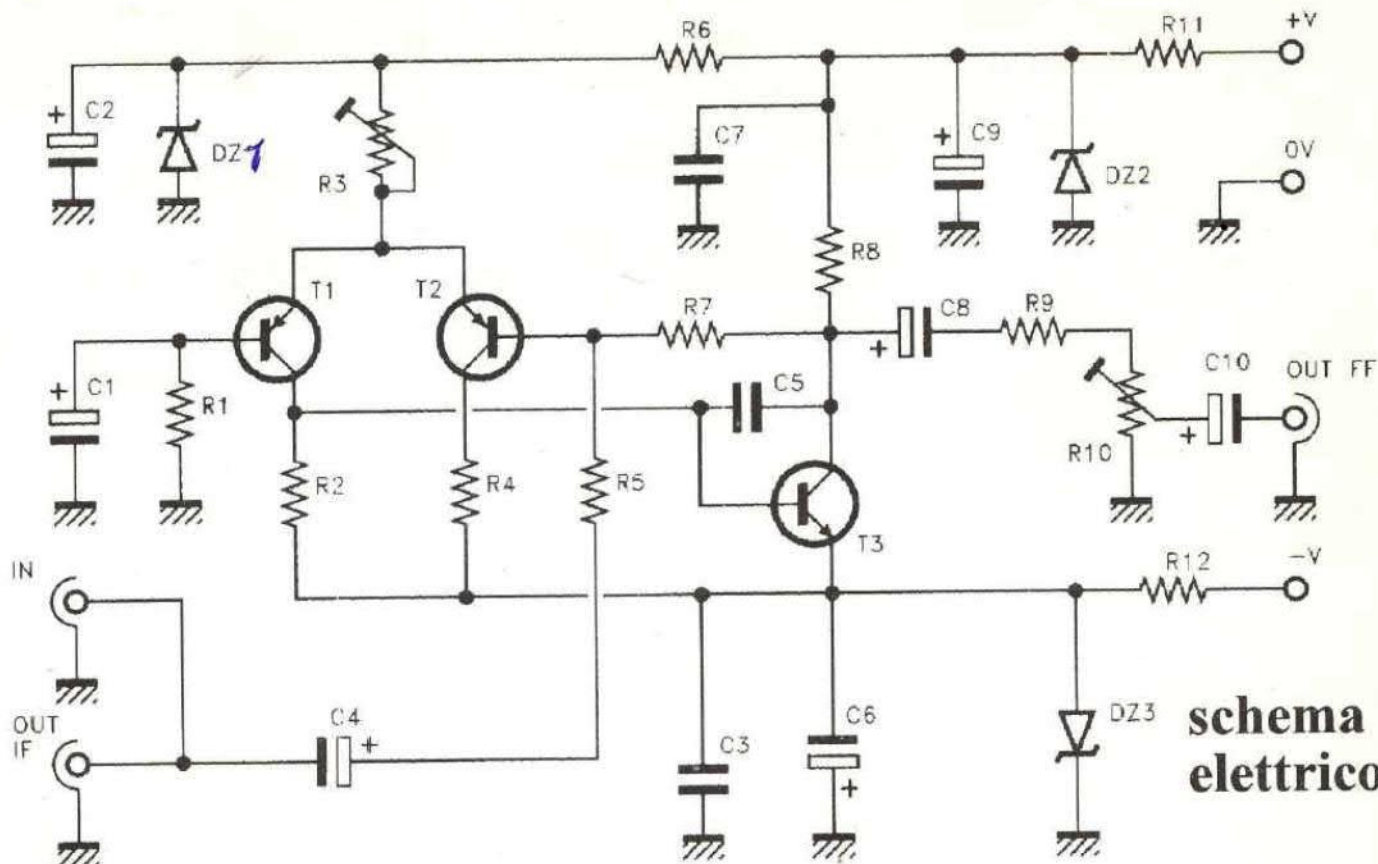 R6
R11
+V
C2
DZ1
R3
C7
C9
DZ2
0V
R8
T1
T2
R7
C8
R9
C1
R1
C5
C10
OUT FF
R10
R2
R4
R5
T3
IN
R12
-V
OUT
IF
C4
C3
C6
DZ3
schema
elettrico
+
+
+
+
+
+
+